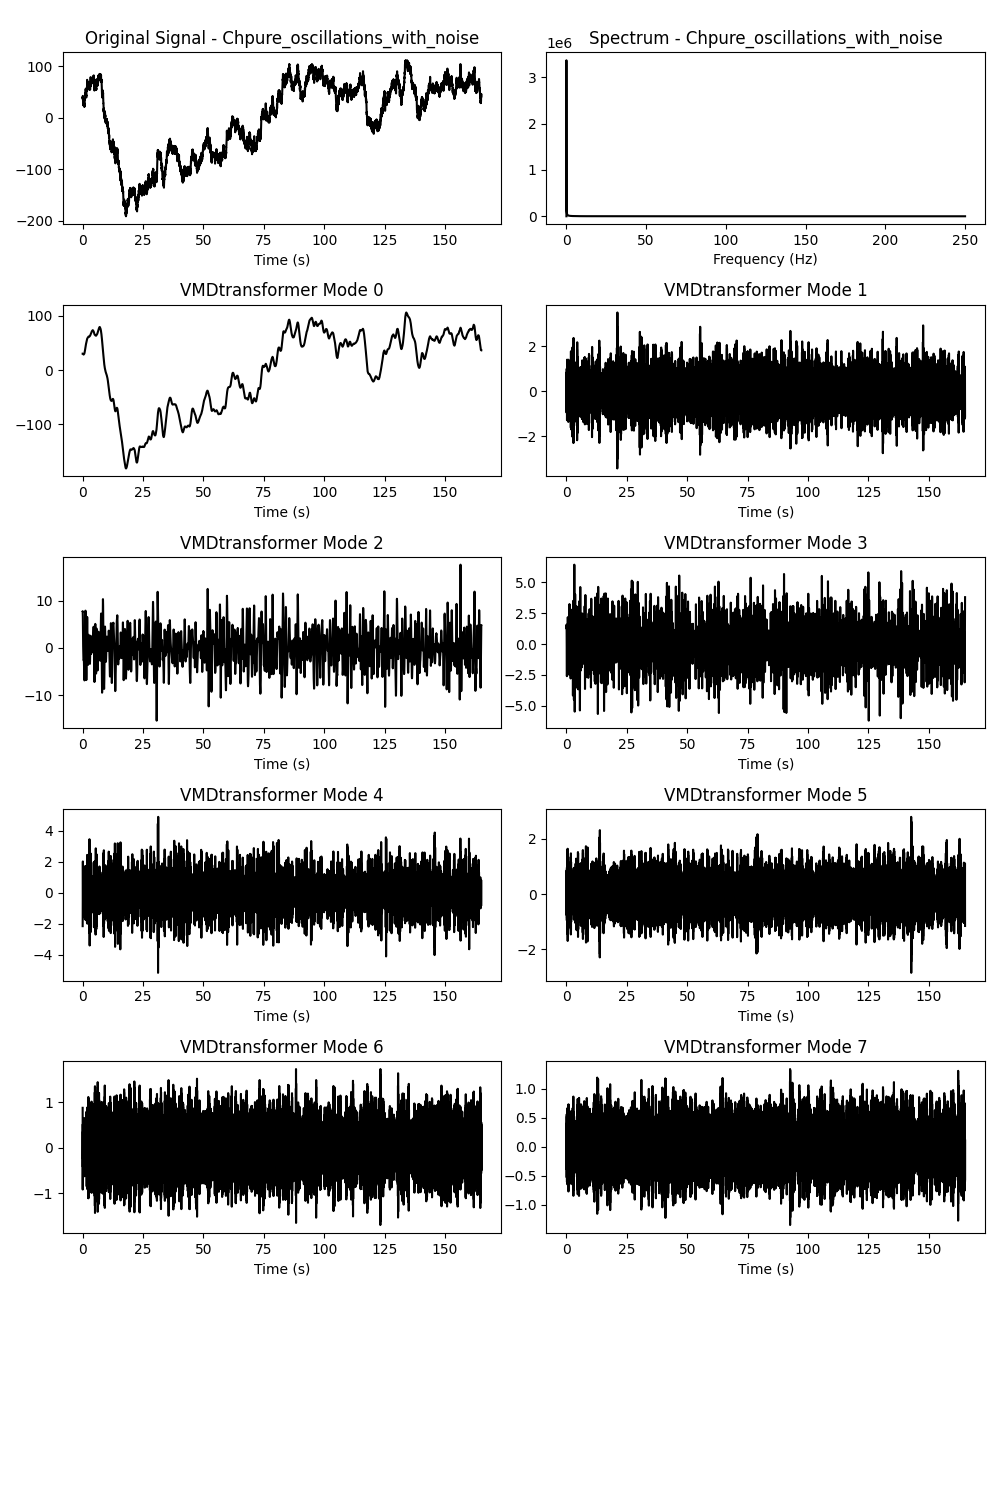 Original Signal - Chpure_oscillations_with_noise
100
0
−100
−200
0 25 50 75 100 125 150
Time (s)
Spectrum - Chpure_oscillations_with_noise
1e6
3
2
1
0
0 50 100 150 200 250
Frequency (Hz)
VMDtransformer Mode 0
100
0
−100
0 25 50 75 100 125 150
Time (s)
VMDtransformer Mode 1
2
0
−2
0 25 50 75 100 125 150
Time (s)
VMDtransformer Mode 2
10
0
−10
0 25 50 75 100 125 150
Time (s)
VMDtransformer Mode 3
5.0
2.5
0.0
−2.5
−5.0
0 25 50 75 100 125 150
Time (s)
VMDtransformer Mode 4
4
2
0
−2
−4
0 25 50 75 100 125 150
Time (s)
VMDtransformer Mode 5
2
0
−2
0 25 50 75 100 125 150
Time (s)
VMDtransformer Mode 6
1
0
−1
0 25 50 75 100 125 150
Time (s)
VMDtransformer Mode 7
1.0
0.5
0.0
−0.5
−1.0
0 25 50 75 100 125 150
Time (s)